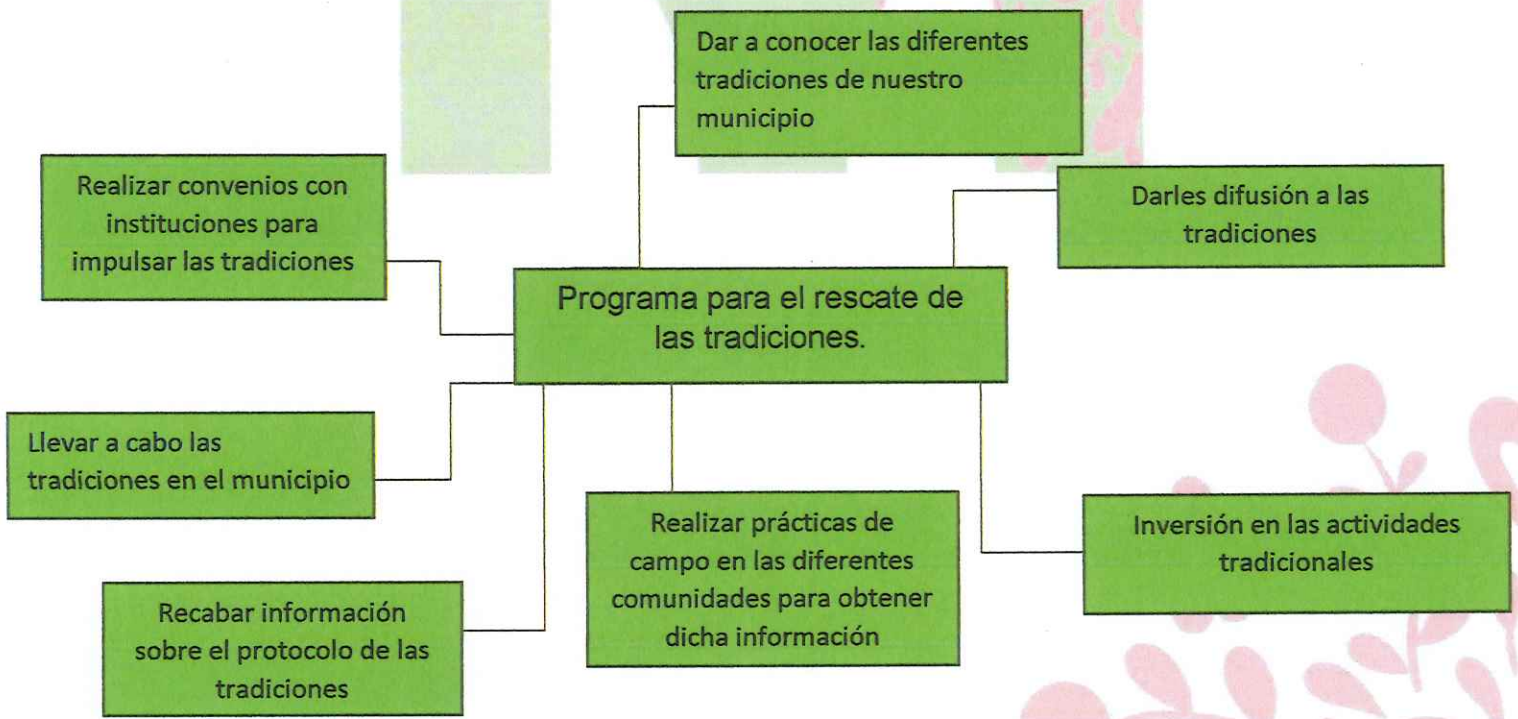 Dar a conocer las diferentes
tradiciones de nuestro
municipio
Realizar convenios con
instituciones para
impulsar las tradiciones
Darles difusión a las
tradiciones
Programa para el rescate de
las tradiciones.
Llevar a cabo las
tradiciones en el municipio
Realizar prácticas de
campo en las diferentes
comunidades para obtener
dicha información
Inversión en las actividades
tradicionales
Recabar información
sobre el protocolo de las
tradiciones